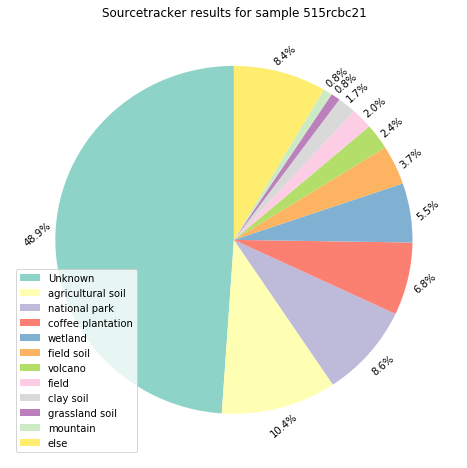 Sourcetracker results for sample 515rcbc21
8.4%
0.8%
0.8%
1.7%
2.0%
2.4%
3.7%
5.5%
6.8%
8.6%
10.4%
48.9%
Unknown
agricultural soil
national park
coffee plantation
wetland
field soil
volcano
field
clay soil
grassland soil
mountain
else